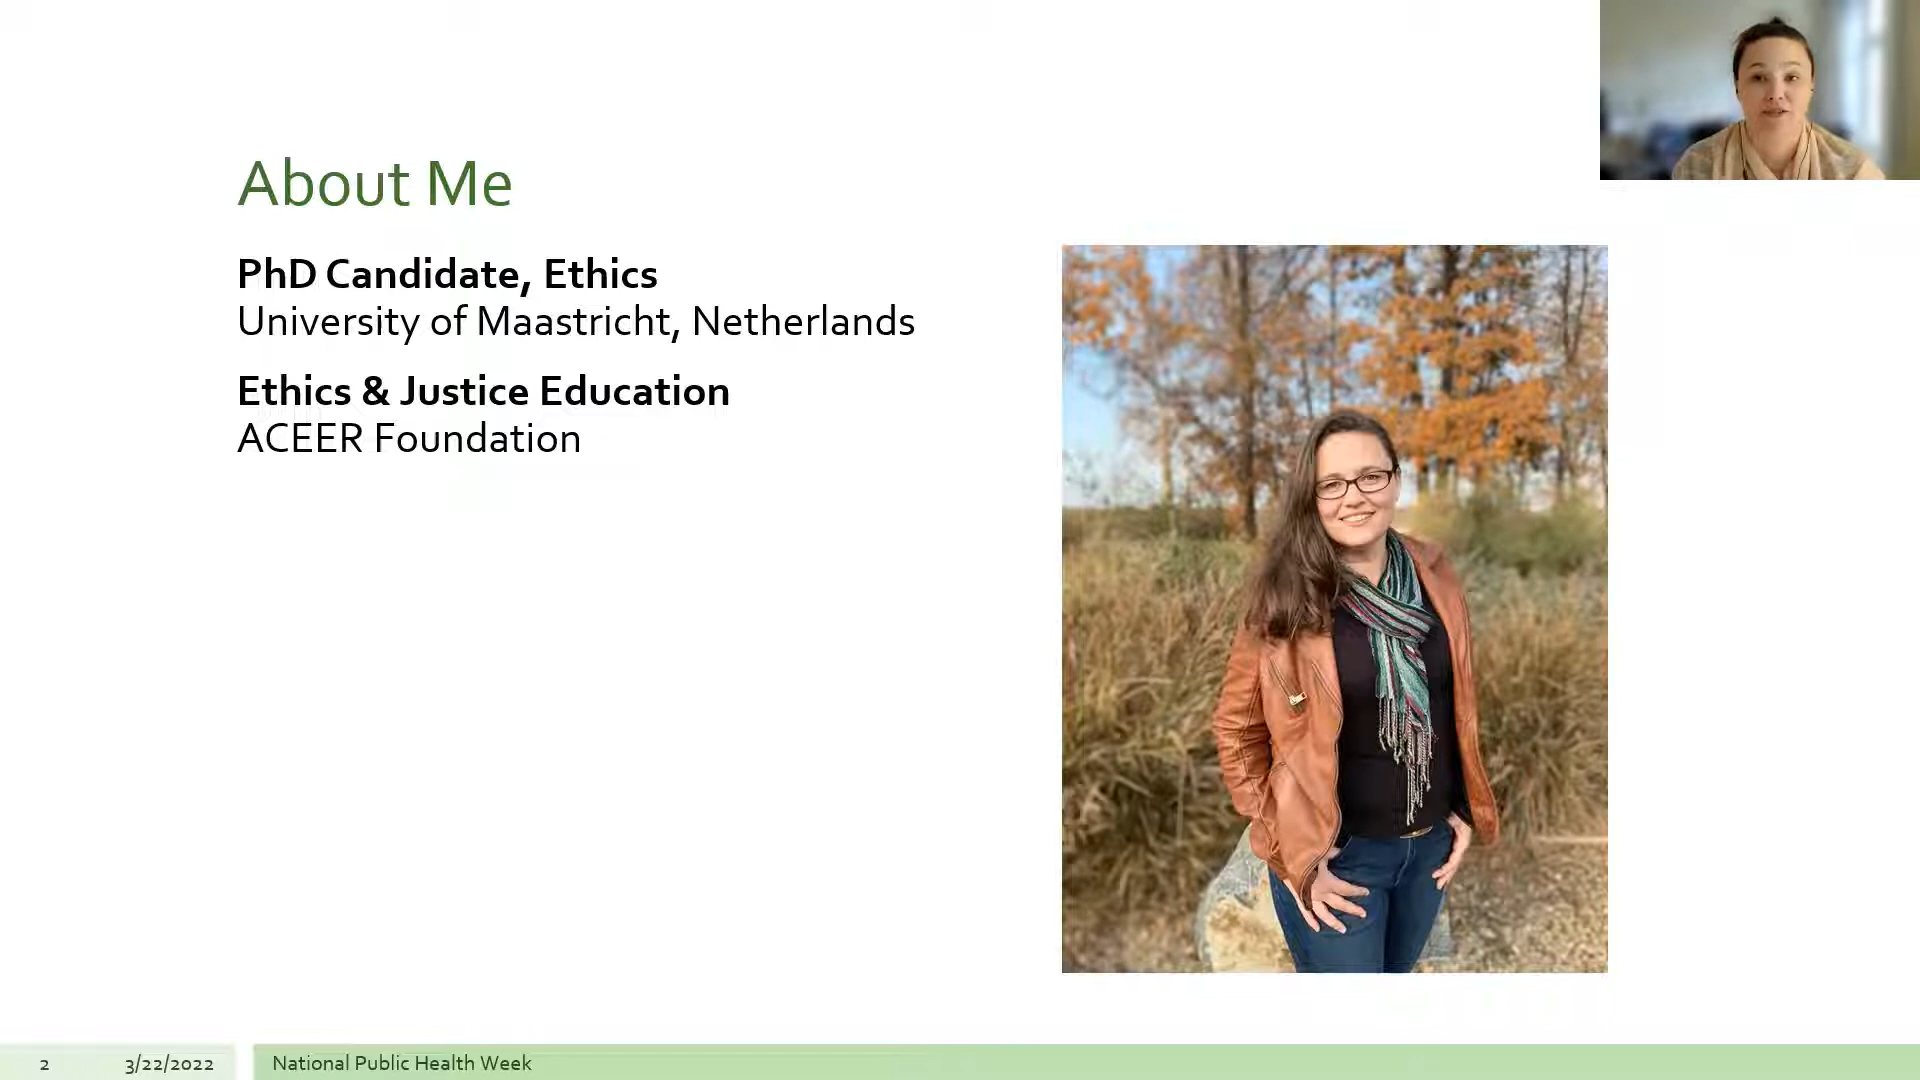 About Me
PhD Candidate, Ethics
University of Maastricht, Netherlands
Ethics & Justice Education
ACEER Foundation
2
3/22/2022
National Public Health Week